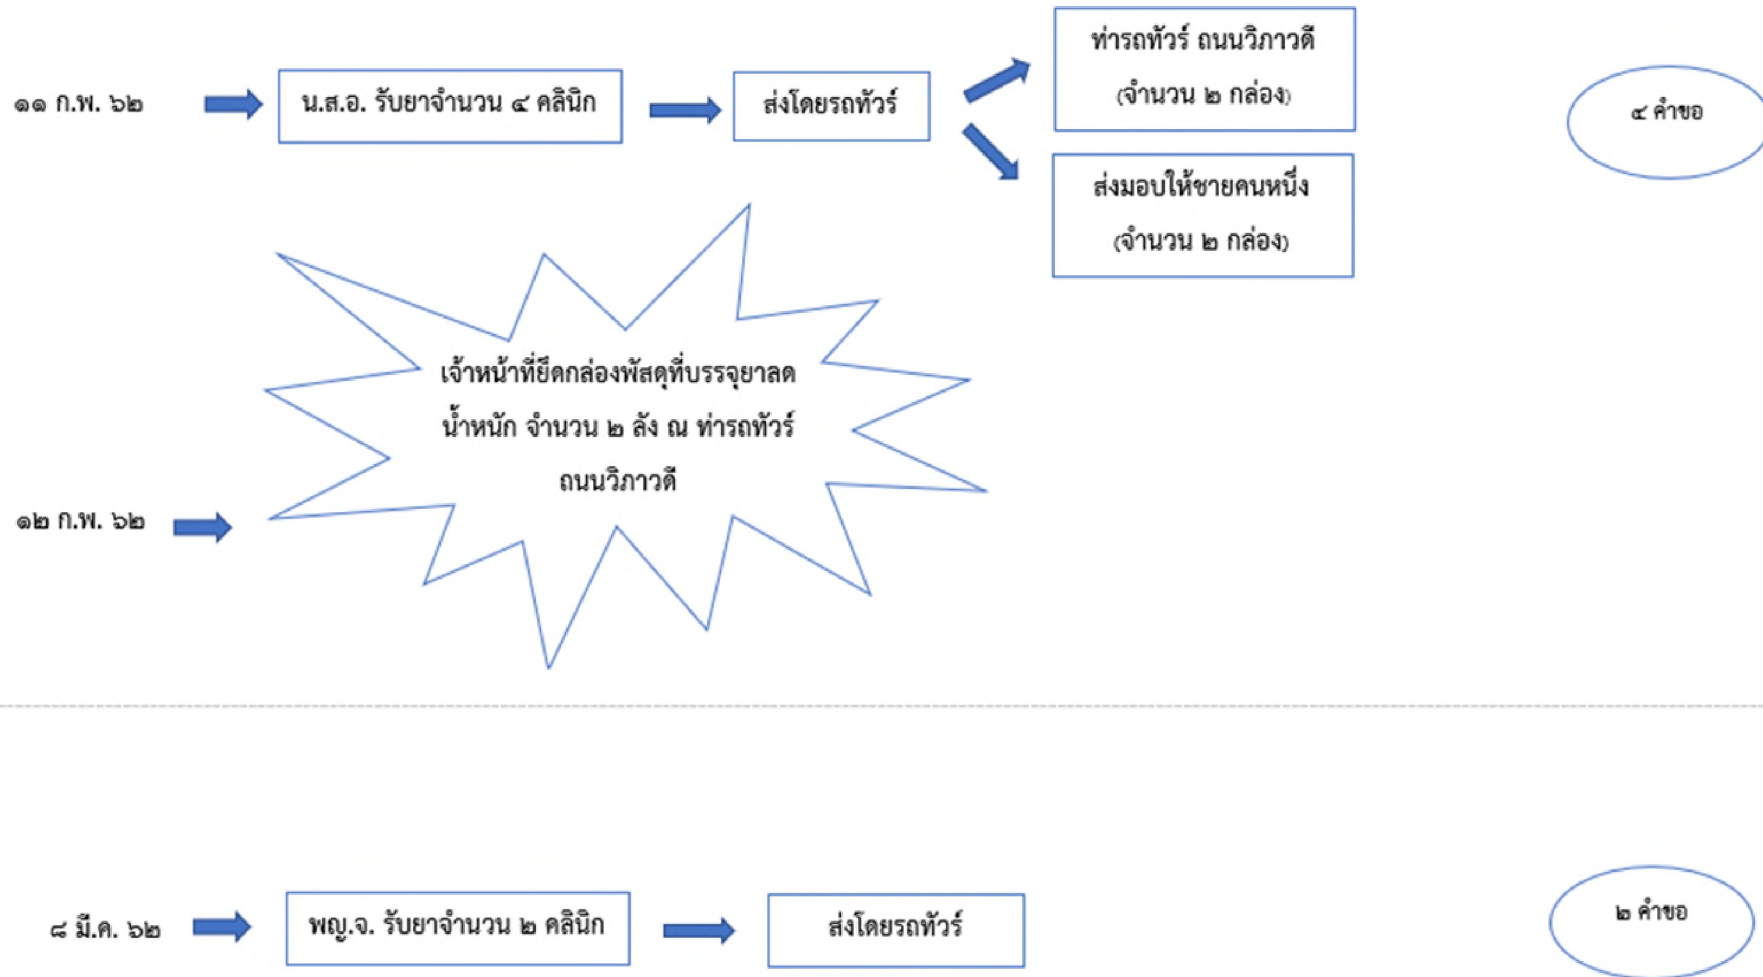 ๑๑ ก.พ. ๖๒
น.ส.อ. รับยาจำนวน ๔ คลินิก
ส่งโดยรถทัวร์
ท่ารถทัวร์ ถนนวิภาวดี
(จำนวน ๒ กล่อง)
ส่งมอบให้ชายคนหนึ่ง
(จำนวน ๒ กล่อง)
๔ คำขอ
๑๒ ก.พ. ๖๒
เจ้าหน้าที่ยึดกล่องพัสดุที่บรรจุยาลด
น้ำหนัก จำนวน ๒ ลัง ณ ท่ารถทัวร์
ถนนวิภาวดี
๘ มี.ค. ๖๒
พญ.จ. รับยาจำนวน ๒ คลินิก
ส่งโดยรถทัวร์
๒ คำขอ